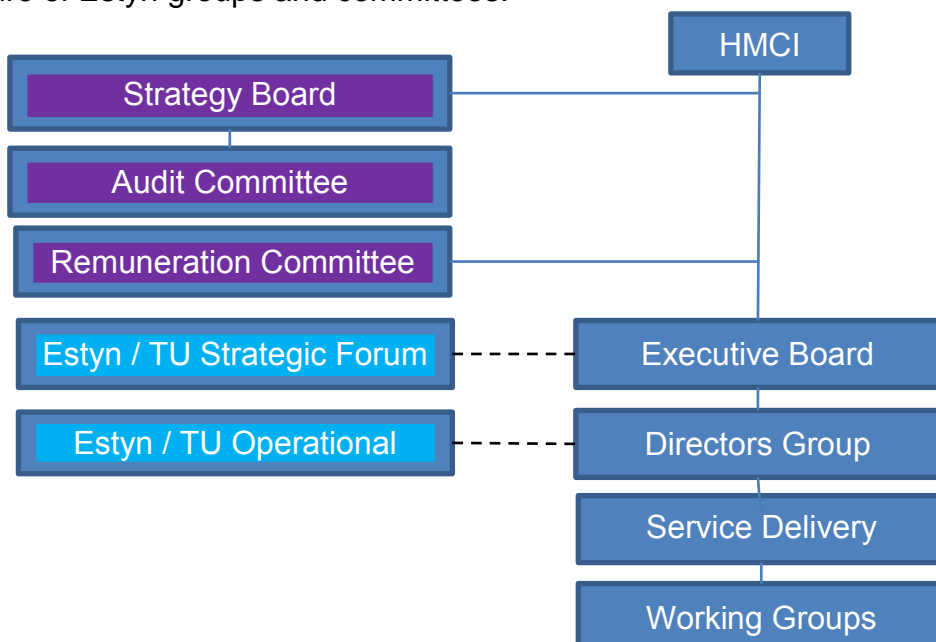 HMCI
Strategy Board
Audit Committee
Remuneration Committee
Estyn / TU Strategic Forum
Executive Board
Estyn / TU Operational
Directors Group
Service Delivery
Working Groups